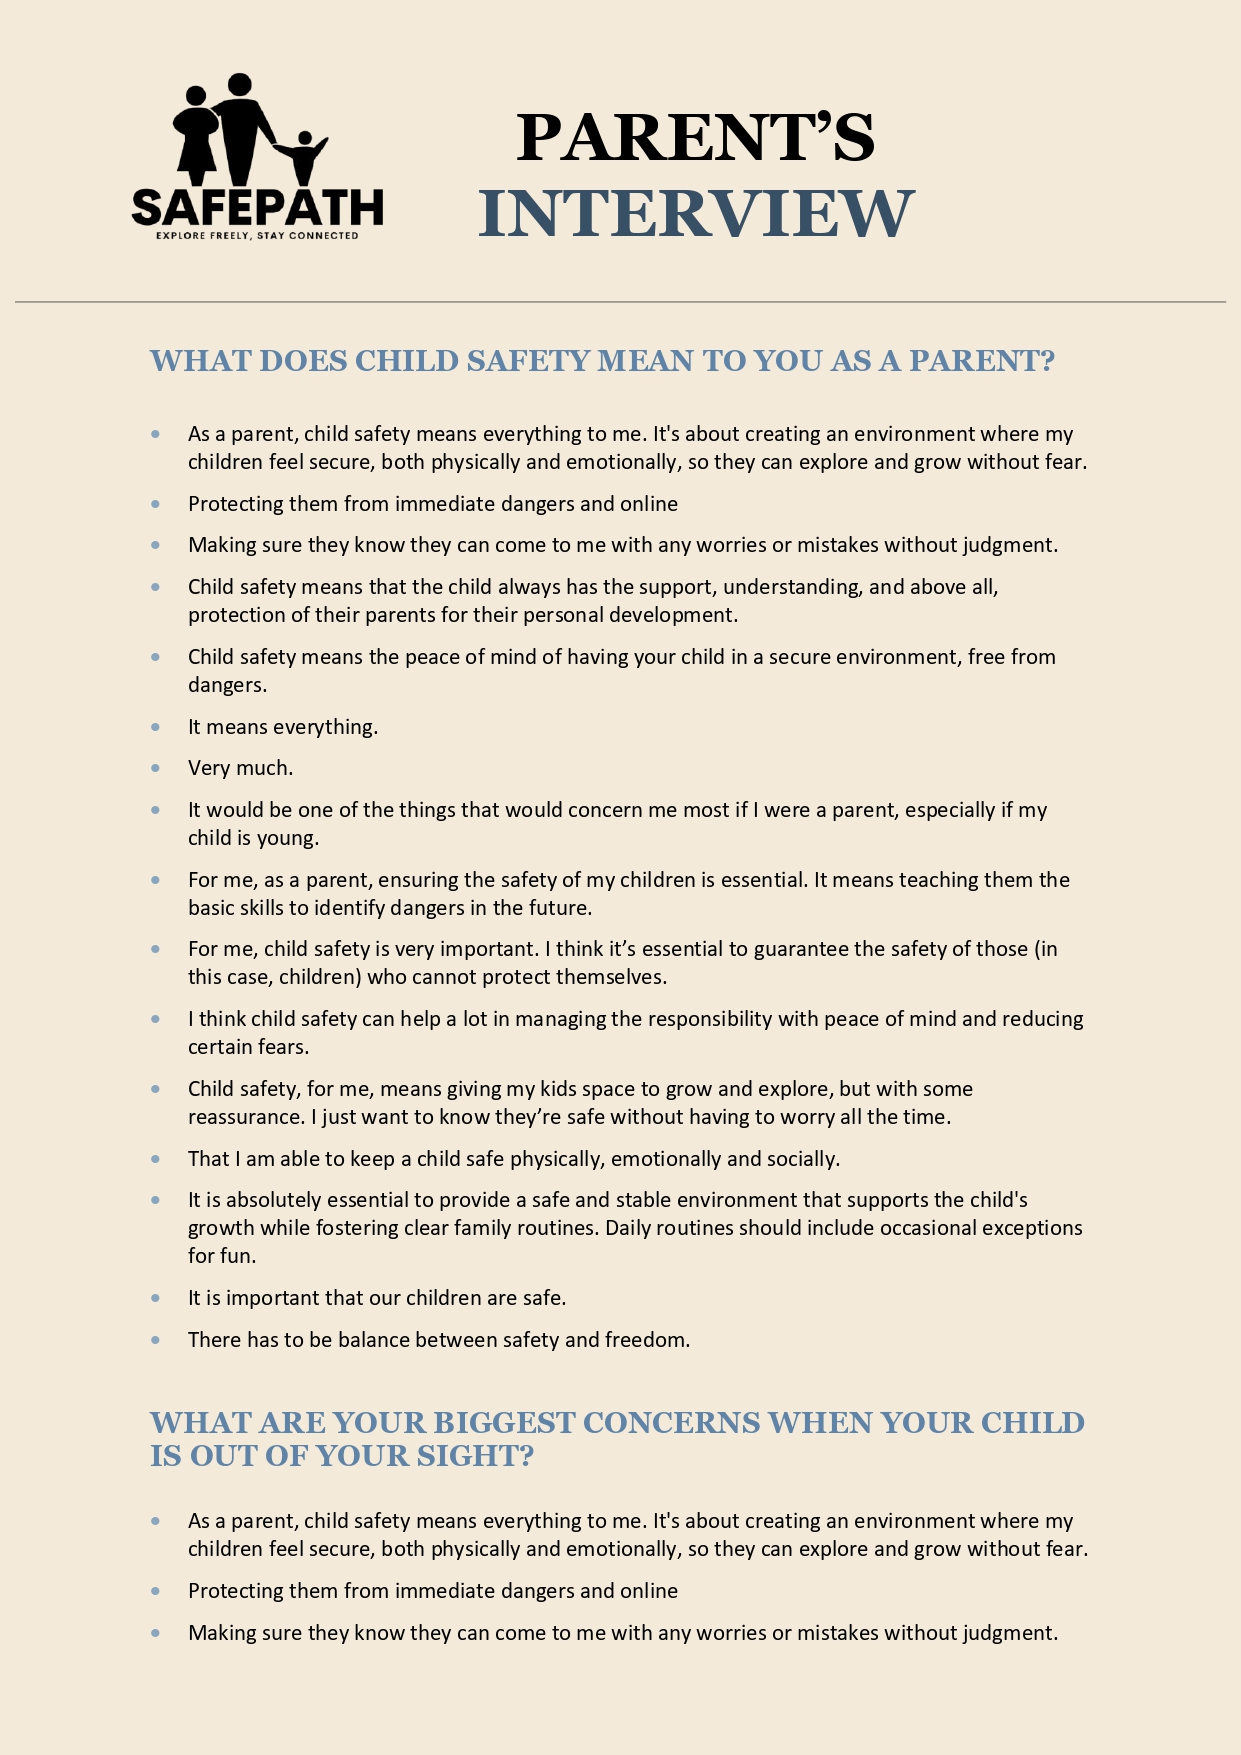 SAFEPATH
EXPLORE FREELY, STAY CONNECTED
PARENT’S
INTERVIEW
WHAT DOES CHILD SAFETY MEAN TO YOU AS A PARENT?
• As a parent, child safety means everything to me. It's about creating an environment where my
children feel secure, both physically and emotionally, so they can explore and grow without fear.
• Protecting them from immediate dangers and online
• Making sure they know they can come to me with any worries or mistakes without judgment.
• Child safety means that the child always has the support, understanding, and above all,
protection of their parents for their personal development.
• Child safety means the peace of mind of having your child in a secure environment, free from
dangers.
• It means everything.
• Very much.
• It would be one of the things that would concern me most if I were a parent, especially if my
child is young.
• For me, as a parent, ensuring the safety of my children is essential. It means teaching them the
basic skills to identify dangers in the future.
• For me, child safety is very important. I think it’s essential to guarantee the safety of those (in
this case, children) who cannot protect themselves.
• I think child safety can help a lot in managing the responsibility with peace of mind and reducing
certain fears.
• Child safety, for me, means giving my kids space to grow and explore, but with some
reassurance. I just want to know they’re safe without having to worry all the time.
• That I am able to keep a child safe physically, emotionally and socially.
• It is absolutely essential to provide a safe and stable environment that supports the child's
growth while fostering clear family routines. Daily routines should include occasional exceptions
for fun.
• It is important that our children are safe.
• There has to be balance between safety and freedom.
WHAT ARE YOUR BIGGEST CONCERNS WHEN YOUR CHILD
IS OUT OF YOUR SIGHT?
• As a parent, child safety means everything to me. It's about creating an environment where my
children feel secure, both physically and emotionally, so they can explore and grow without fear.
• Protecting them from immediate dangers and online
• Making sure they know they can come to me with any worries or mistakes without judgment.